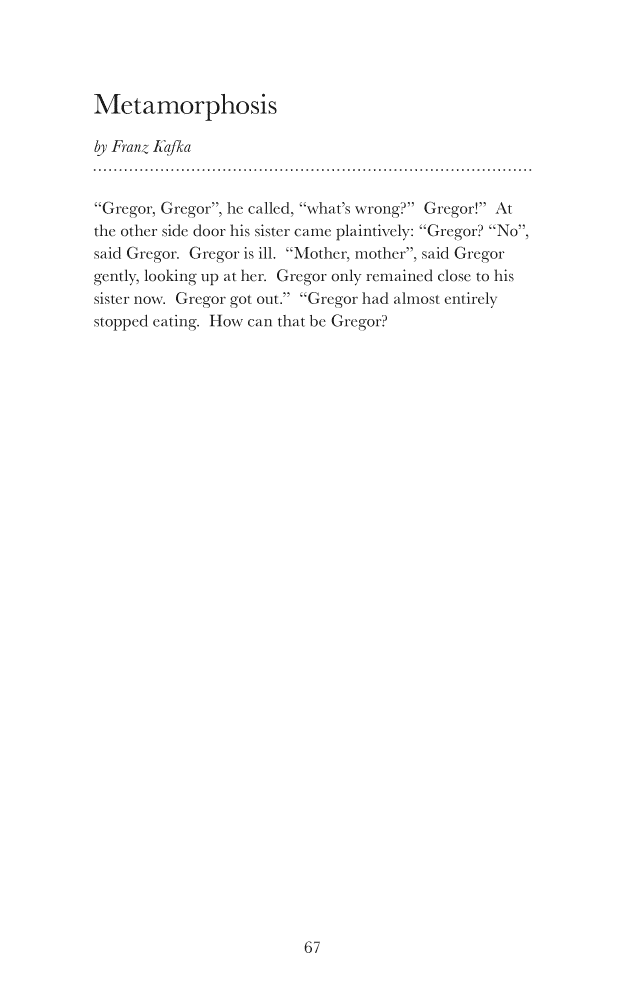 Metamorphosis
by Franz Kafka
“Gregor, Gregor”, he called, “what’s wrong?”  Gregor!”  At
the other side door his sister came plaintively: “Gregor? “No”,
said Gregor.  Gregor is ill.  “Mother, mother”, said Gregor
gently, looking up at her.  Gregor only remained close to his
sister now.  Gregor got out.”  “Gregor had almost entirely
stopped eating.  How can that be Gregor?
67